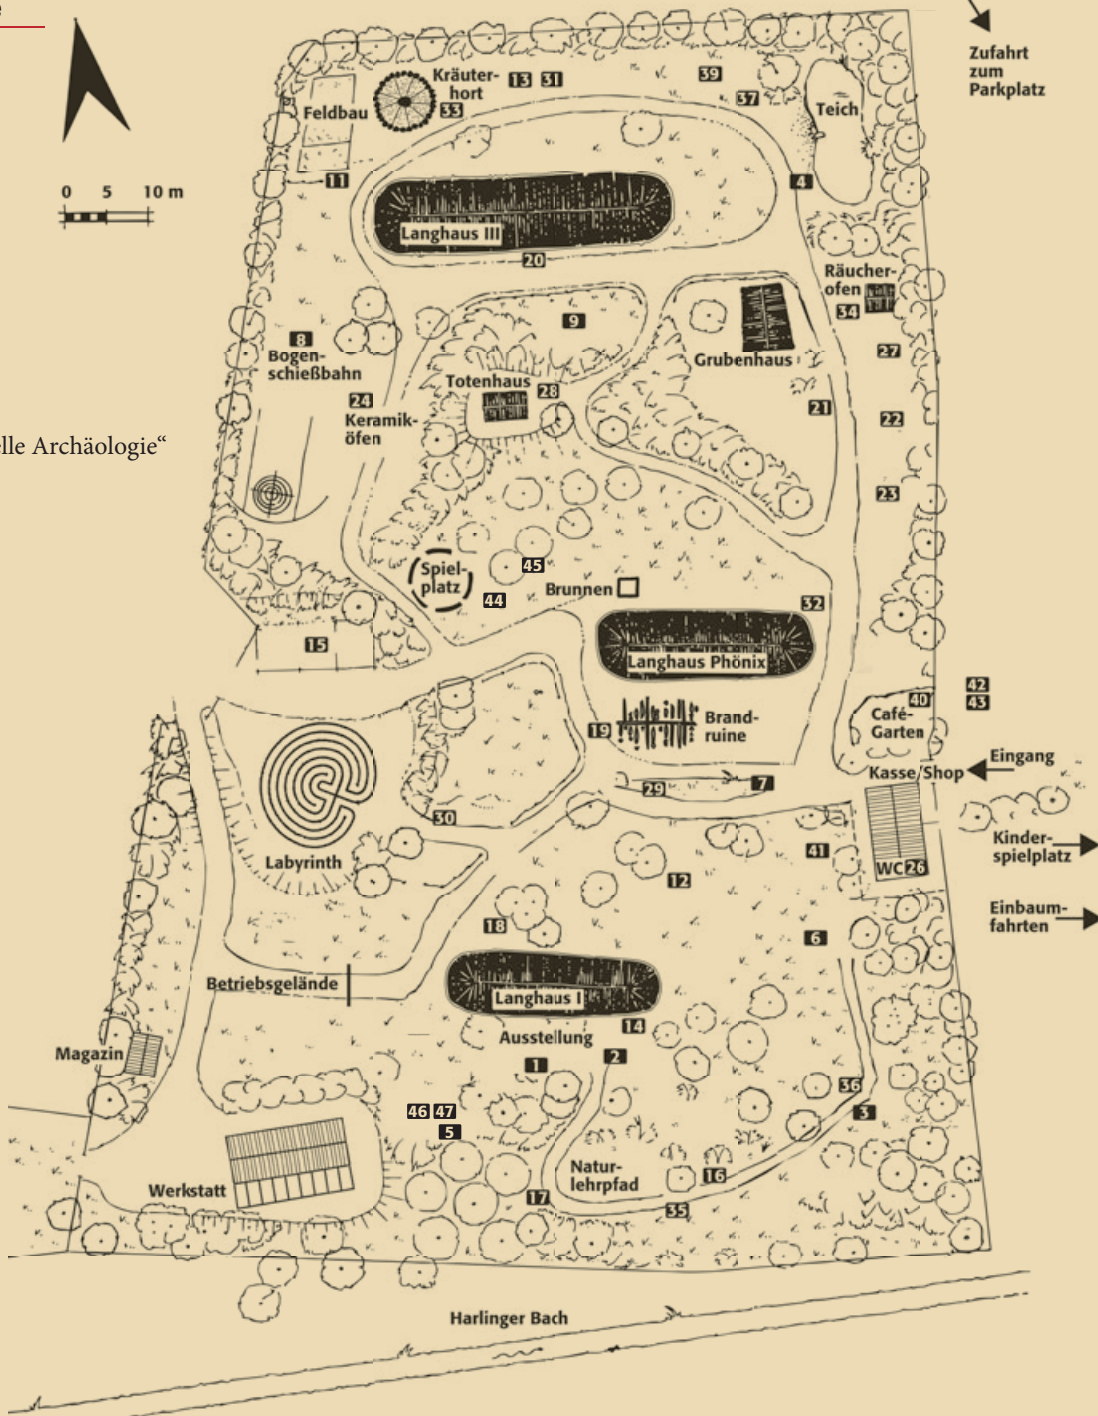 e
Zufahrt
zum
Parkplatz
Kräuter-
hort
13 31
39
37
33
Feldbau
Teich
11
4
0 5 10 m
Langhaus III
20
Räucher-
ofen
34
9
8
Bogen-
schießbahn
Grubenhaus
27
Totenhaus
28
24
Keramik-
öfen
21
22
elle Archäologie“
23
Spiel-
platz
45
44
Brunnen
32
15
Langhaus Phönix
42
43
40
Café-
Garten
19
Brand-
ruine
Eingang
Kasse/Shop
29
7
30
Labyrinth
41
Kinder-
spielplatz
WC 26
12
18
Einbaum-
fahrten
6
Betriebsgelände
Langhaus I
14
Ausstellung
Magazin
1
2
36
3
46 47
5
Natur-
lehrpfad
16
Werkstatt
17
35
Harlinger Bach